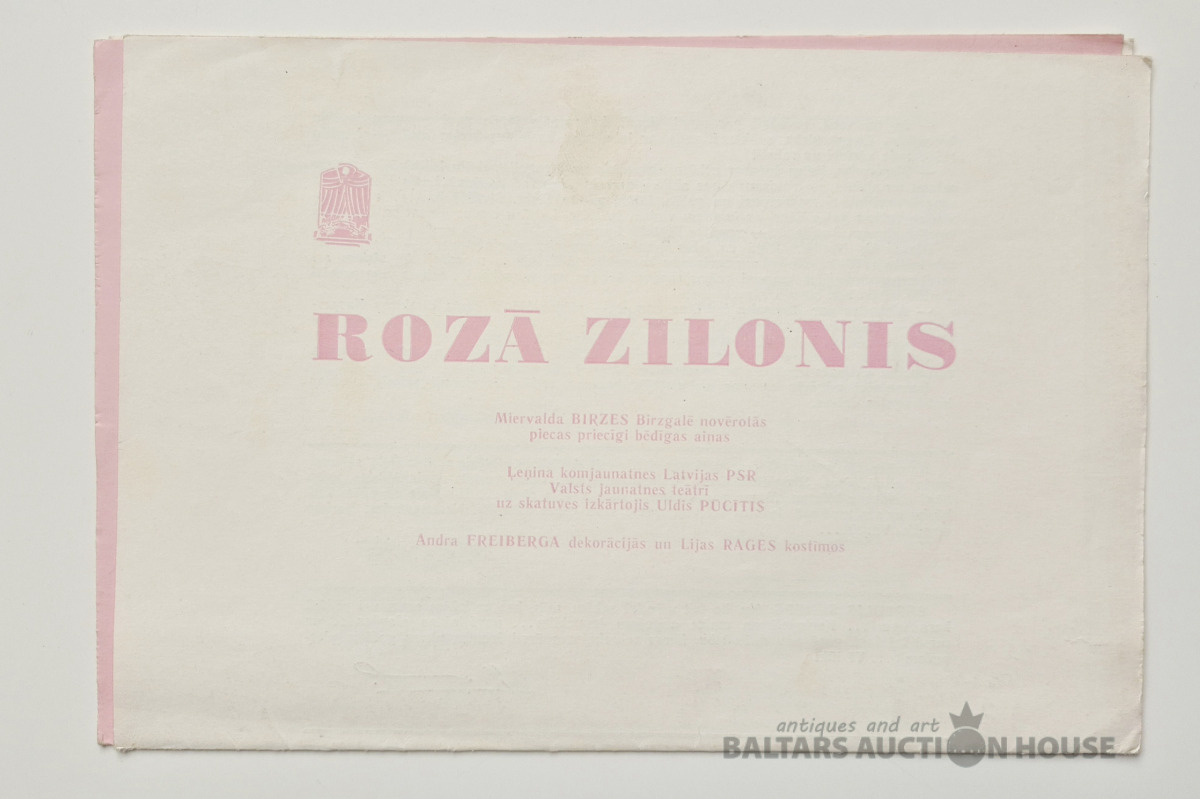 ROZĀ ZILONIS
Miervalda BIRZES Birzgalē novērotās
piecas priecīgi bēdīgas ainas
Ļeņina komjaunatnes Latvijas PSR
Valsts jaunatnes teātrī
uz skatuves izkārtojis Uldis PŪCĪTIS
Andra FREIBERGA dekorācijās un Lijas RAGES kostīmos
antiques and art
BALTARS AUCTION HOUSE